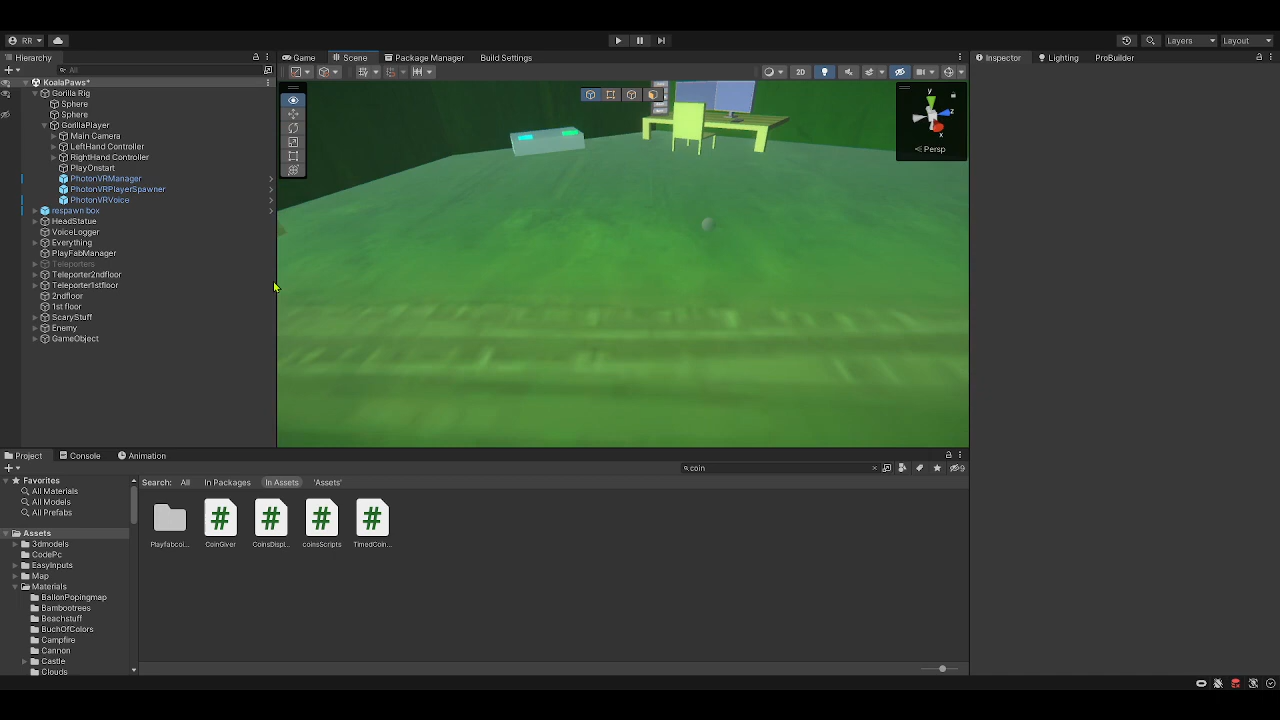 RR
Layers
Layout
Hierarchy
Game
Scene
Package Manager
Build Settings
Inspector
Lighting
ProBuilder
All
KoalaPaws*
Gorilla Rig
Sphere
Sphere
GorillaPlayer
Main Camera
LeftHand Controller
RightHand Controller
PlayOnstart
PhotonVRManager
PhotonVRPlayerSpawner
PhotonVRVoice
respawn box
HeadStatue
VoiceLogger
Everything
PlayFabManager
Teleporters
Teleporter2ndfloor
Teleporter1stfloor
2ndfloor
1st floor
ScaryStuff
Enemy
GameObject
2D
y
z
x
Persp
Project
Console
Animation
coin
9
Favorites
All Materials
All Models
All Prefabs
Assets
3dmodels
CodePc
EasyInputs
Map
Materials
BallonPopingmap
Bambootrees
Beachstuff
BuchOfColors
Campfire
Cannon
Castle
Clouds
Search:
All
In Packages
In Assets
'Assets'
Playfabcoi...
CoinGiver
CoinsDispl...
coinsScripts
TimedCoin...